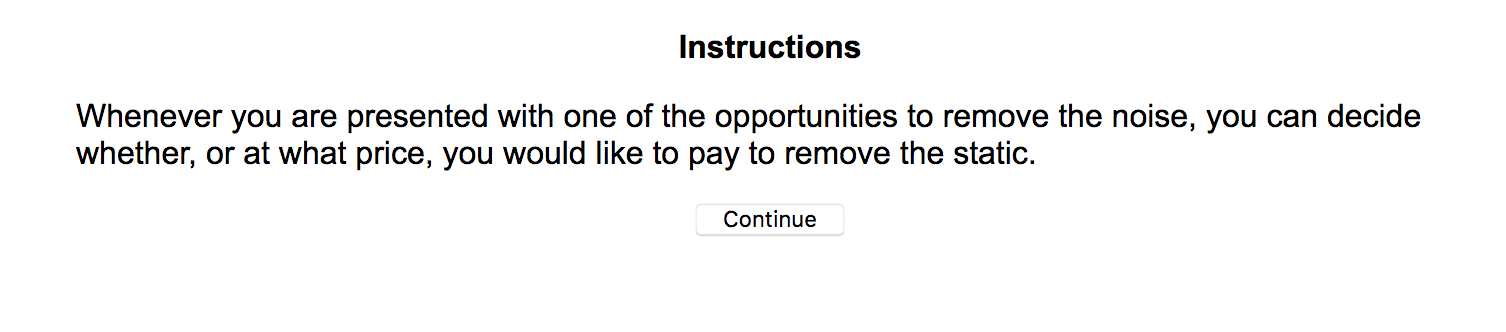 Instructions
Whenever you are presented with one of the opportunities to remove the noise, you can decide
whether, or at what price, you would like to pay to remove the static.
Continue